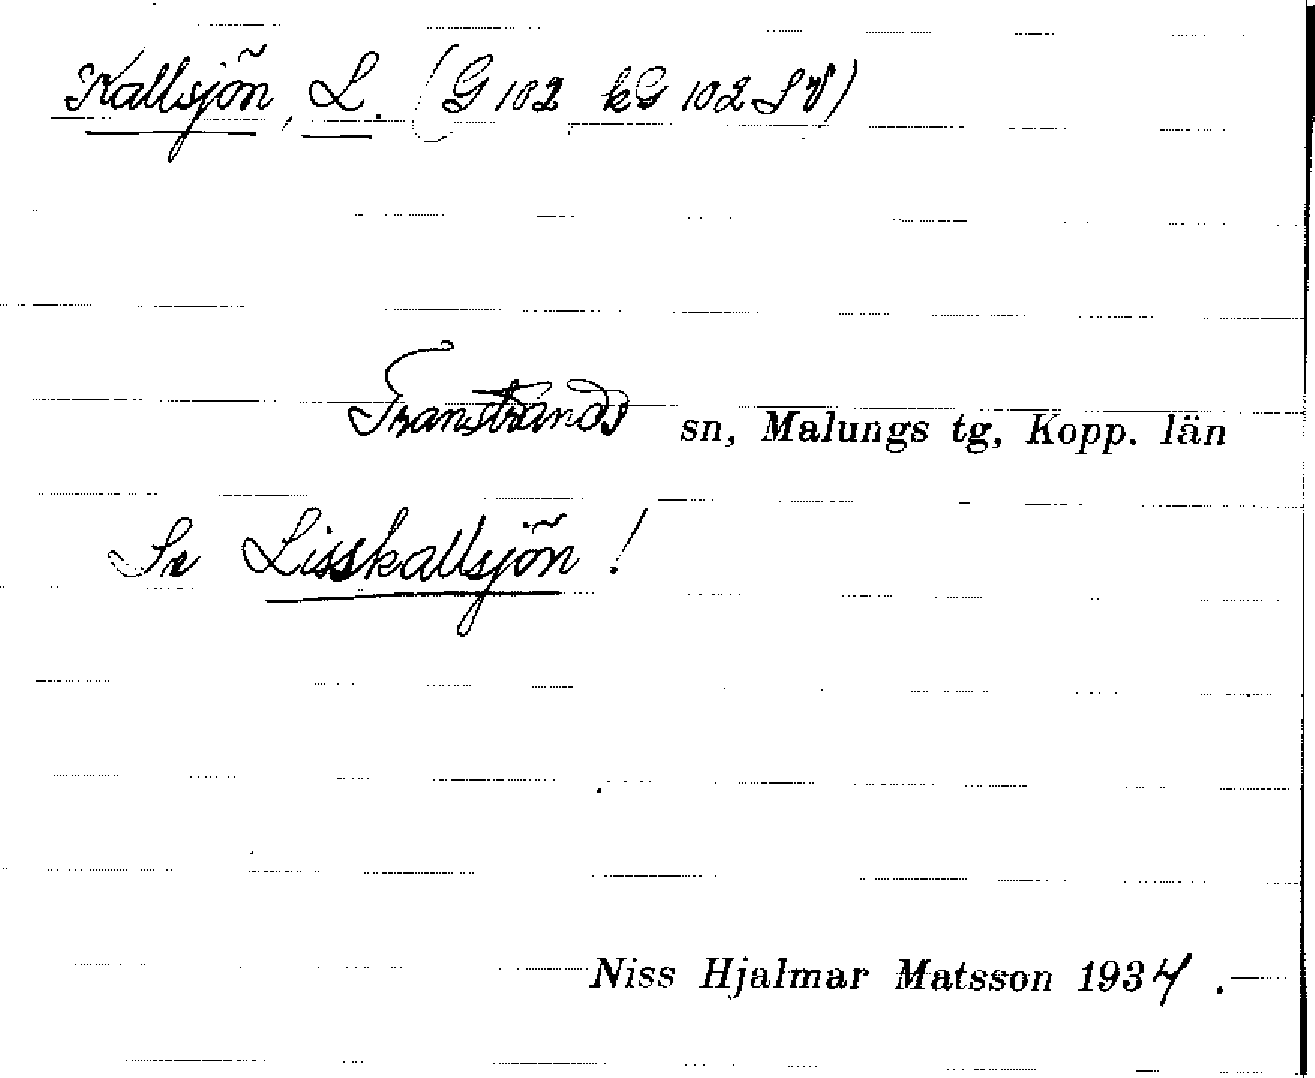 Kallsjön, L. (G 102 kG 102 SV)
Transtrands sn, Malungs tg, Kopp. län
Se Lisskallsjön!
Niss Hjalmar Matsson 1934.